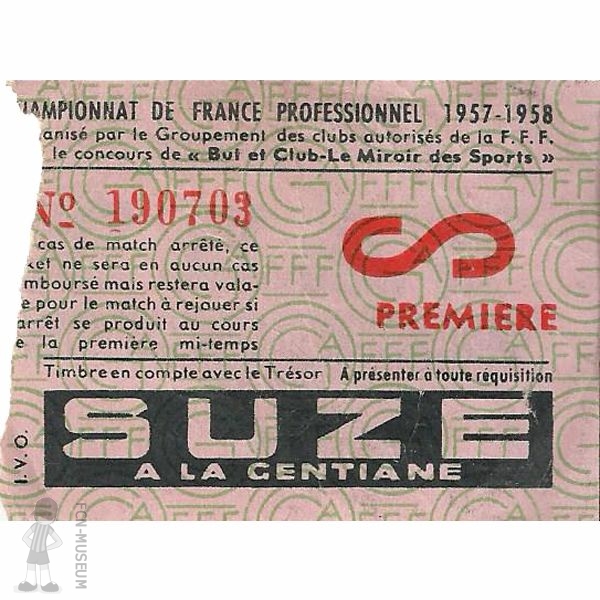 HAMPIONNAT DE FRANCE PROFESSIONNEL 1957-1958
anisé par le Groupement des clubs autorisés de la F.F.F.
le concours de « But et Club-Le Miroir des Sports »
Nº 190703
cas de match arrêté, ce
ket ne sera en aucun cas
mboursé mais restera vala-
e pour le match à rejouer si
arrêt se produit au cours
e la première mi-temps
S
PREMIERE
Timbre en compte avec le Trésor A présenter à toute réquisition
SUZE
A LA GENTIANE
I.V.O.
FCN-MUSEUM